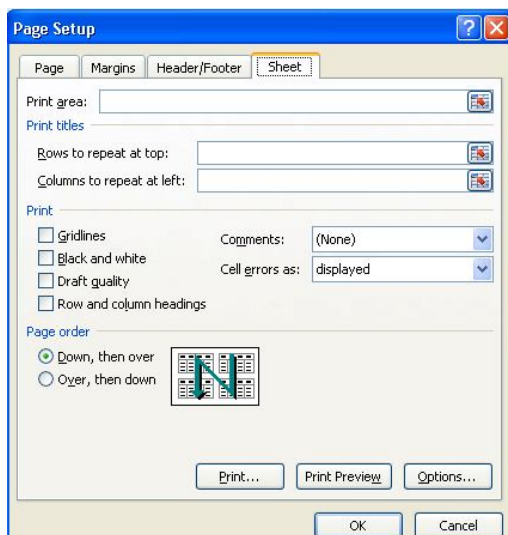 Page Setup
Page Margins Header/Footer Sheet
Print area:
Print titles
Rows to repeat at top:
Columns to repeat at left:
Print
Gridlines
Comments: (None)
Black and white
Cell errors as: displayed
Draft quality
Row and column headings
Page order
Down, then over
Over, then down
Print... Print Preview Options...
OK Cancel